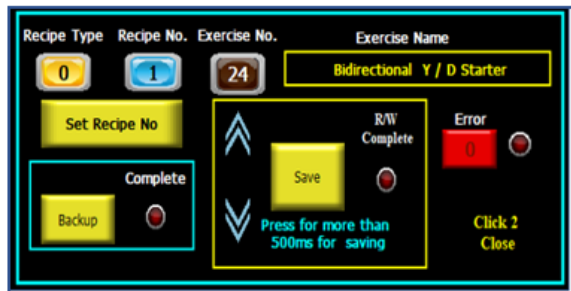 Recipe Type Recipe No. Exercise No. Exercise Name
0 1 24 Bidirectional Y / D Starter
Set Recipe No
R/W
Complete
Error
0
Complete
Save
Backup
Press for more than
500ms for saving
Click 2
Close